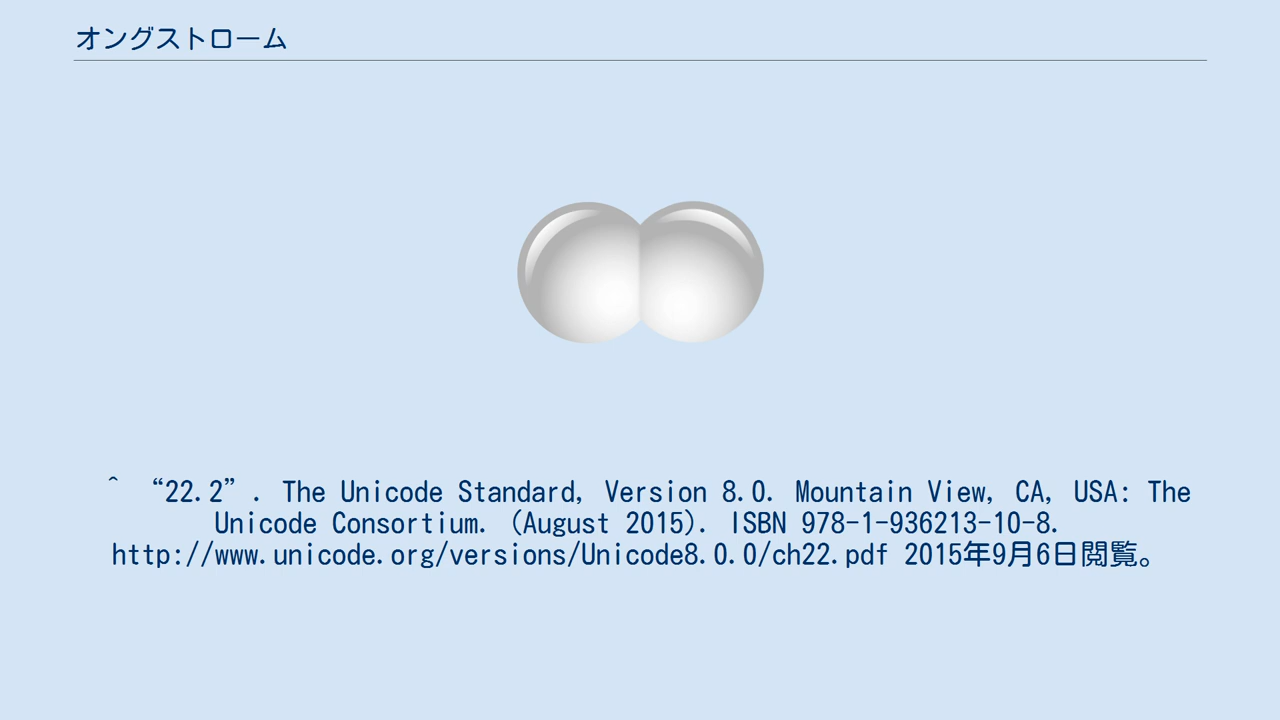 オングストローム
^ “22.2”. The Unicode Standard, Version 8.0. Mountain View, CA, USA: The
Unicode Consortium. (August 2015). ISBN 978-1-936213-10-8.
http://www.unicode.org/versions/Unicode8.0.0/ch22.pdf 2015年9月6日閲覧。